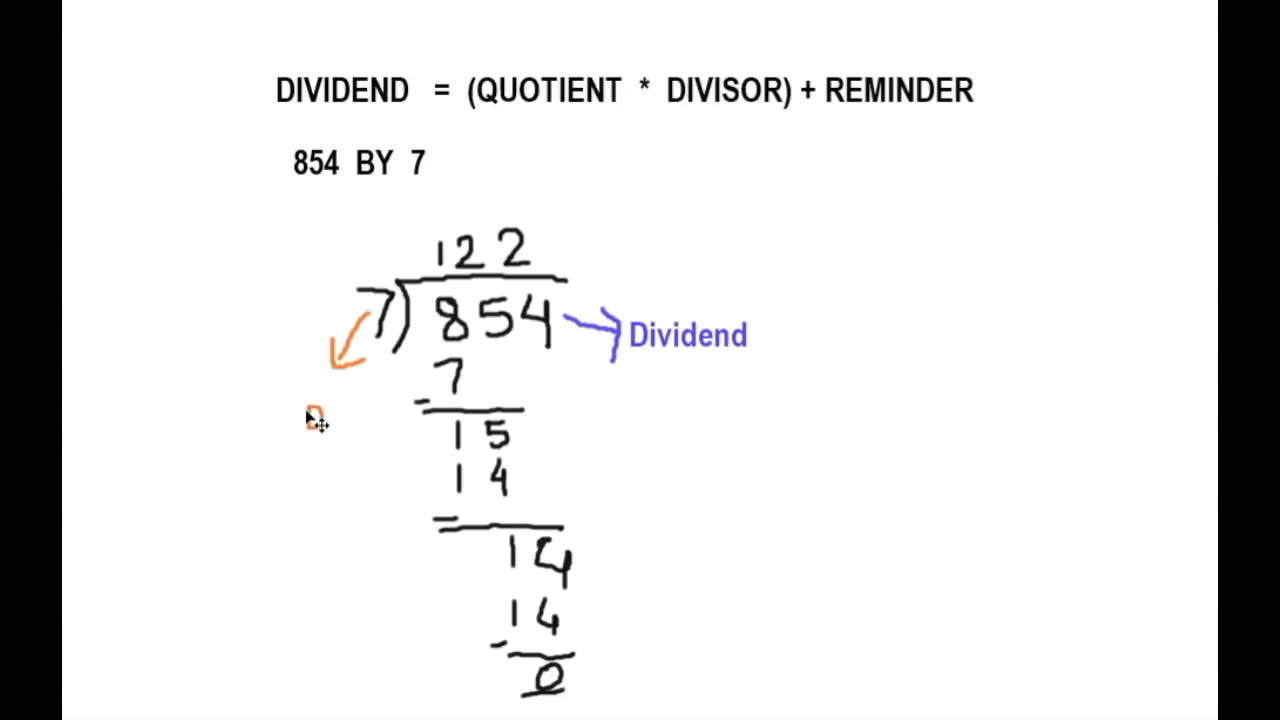 DIVIDEND = (QUOTIENT * DIVISOR) + REMINDER
854 BY 7
122
7) 854 Dividend
7
D
-
15
14
=
14
14
-
0